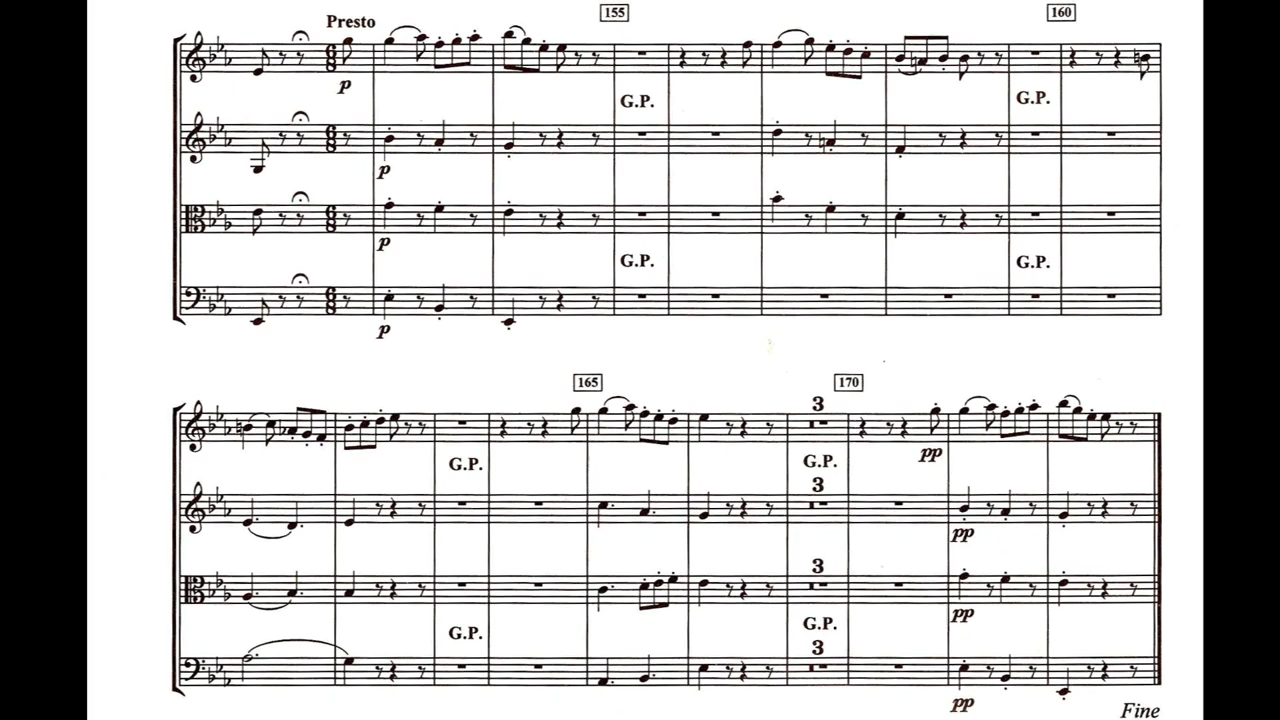 155 160
Presto
p
G.P. G.P.
p
p
G.P. G.P.
p
165 170
3
G.P. G.P. pp
3
pp
3
pp
G.P. G.P.
3
pp
Fine